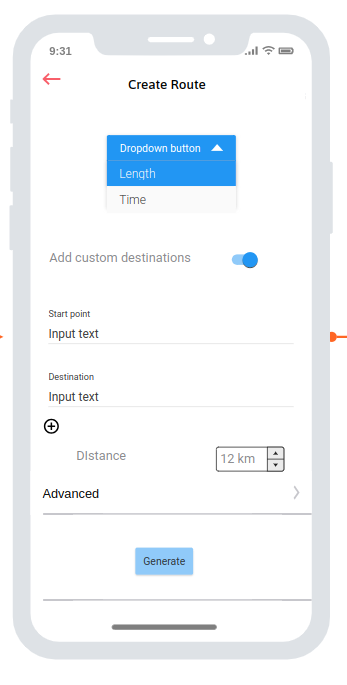 9:31
Create Route
Dropdown button
Length
Time
Add custom destinations
Start point
Input text
Destination
Input text
DIstance
12 km
Advanced
Generate